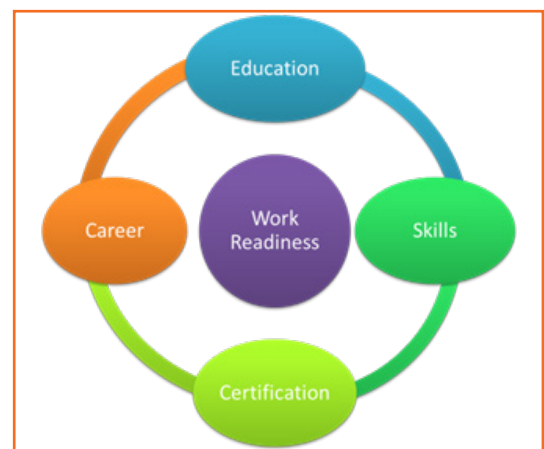 Education
Career
Work
Readiness
Skills
Certification